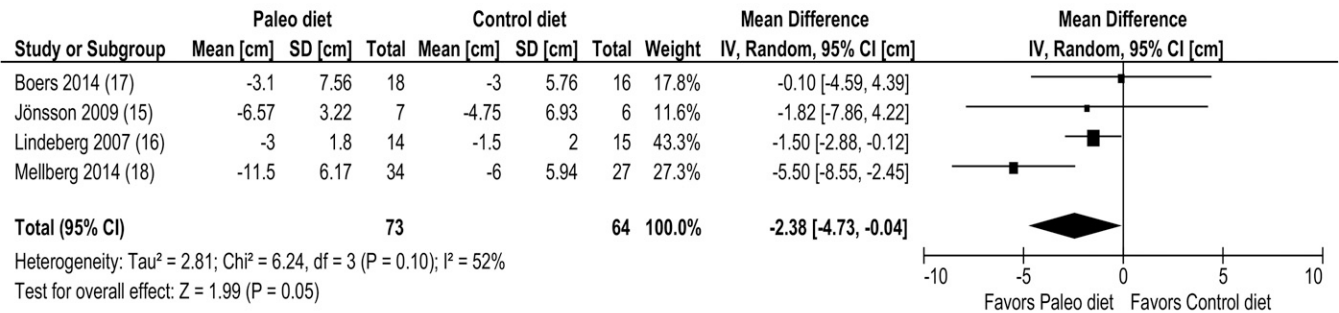 Paleo diet Control diet Mean Difference Mean Difference
Study or Subgroup Mean [cm] SD [cm] Total Mean [cm] SD [cm] Total Weight IV, Random, 95% CI [cm] IV, Random, 95% CI [cm]
Boers 2014 (17) -3.1 7.56 18 -3 5.76 16 17.8% -0.10 [-4.59, 4.39]
Jönsson 2009 (15) -6.57 3.22 7 -4.75 6.93 6 11.6% -1.82 [-7.86, 4.22]
Lindeberg 2007 (16) -3 1.8 14 -1.5 2 15 43.3% -1.50 [-2.88, -0.12]
Mellberg 2014 (18) -11.5 6.17 34 -6 5.94 27 27.3% -5.50 [-8.55, -2.45]
Total (95% CI) 73 64 100.0% -2.38 [-4.73, -0.04]
Heterogeneity: Tau² = 2.81; Chi² = 6.24, df = 3 (P = 0.10); I² = 52%
Test for overall effect: Z = 1.99 (P = 0.05)
-10 -5 0 5 10
Favors Paleo diet Favors Control diet